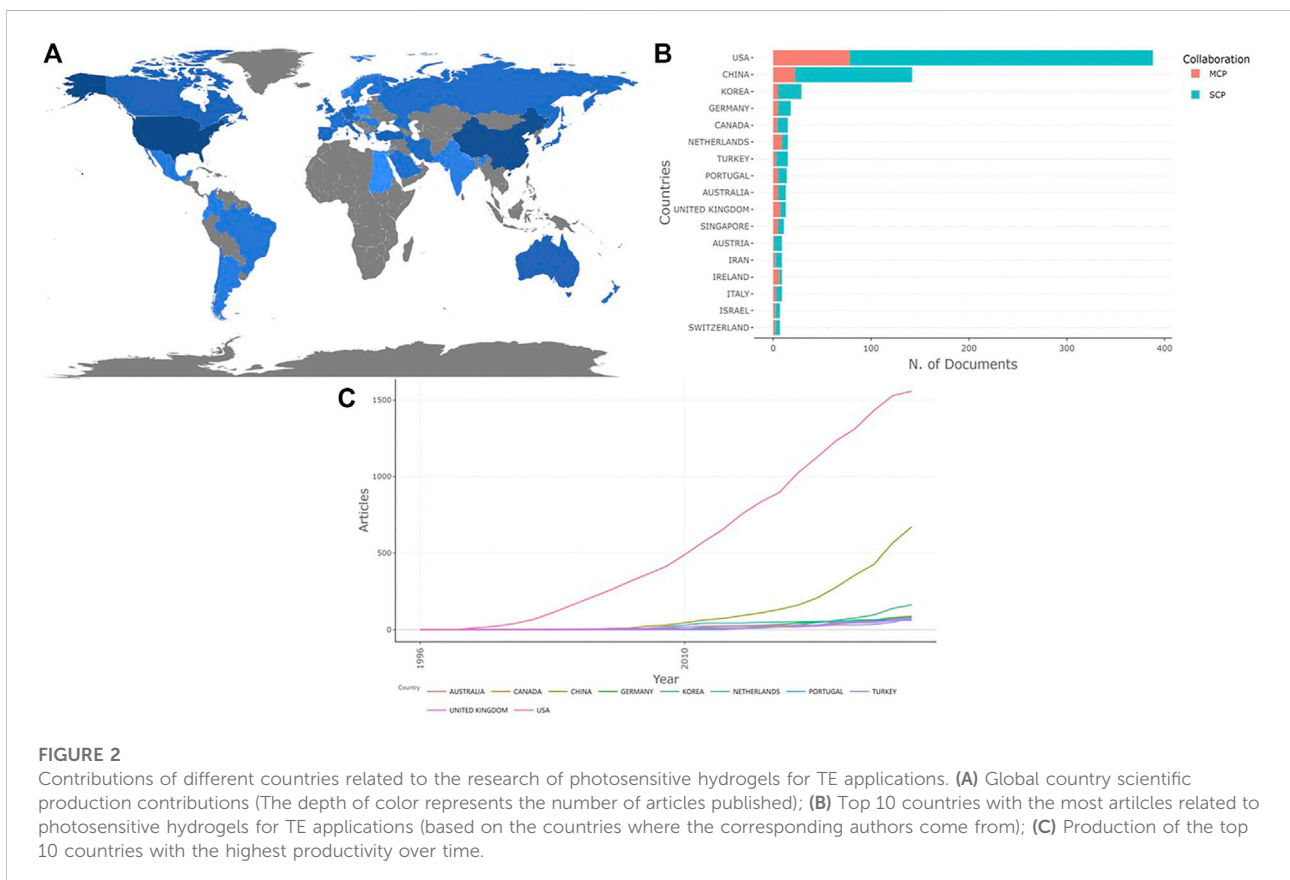 A
B
USA
CHINA
KOREA
GERMANY
CANADA
NETHERLANDS
TURKEY
PORTUGAL
AUSTRALIA
UNITED KINGDOM
SINGAPORE
AUSTRIA
IRAN
IRELAND
ITALY
ISRAEL
SWITZERLAND
Countries
0 100 200 300 400
N. of Documents
Collaboration
MCP
SCP
C
1500
1000
500
0
Articles
1996 2010
Year
Country AUSTRALIA CANADA CHINA GERMANY KOREA NETHERLANDS PORTUGAL TURKEY
UNITED KINGDOM USA
FIGURE 2
Contributions of different countries related to the research of photosensitive hydrogels for TE applications. (A) Global country scientific
production contributions (The depth of color represents the number of articles published); (B) Top 10 countries with the most artilcles related to
photosensitive hydrogels for TE applications (based on the countries where the corresponding authors come from); (C) Production of the top
10 countries with the highest productivity over time.